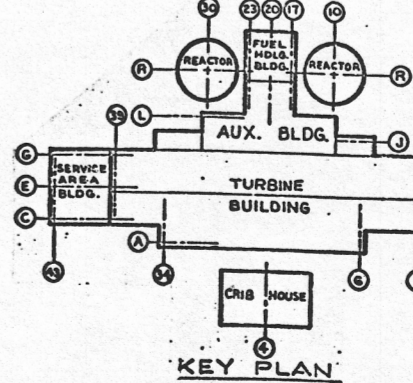 30
23
20
17
10
FUEL
HDLG.
BLDG.
REACTOR
REACTOR
R
R
39
L
AUX. BLDG.
J
G
SERVICE
AREA
BLDG.
E
TURBINE
BUILDING
C
A
43
34
6
CRIB HOUSE
4
KEY PLAN